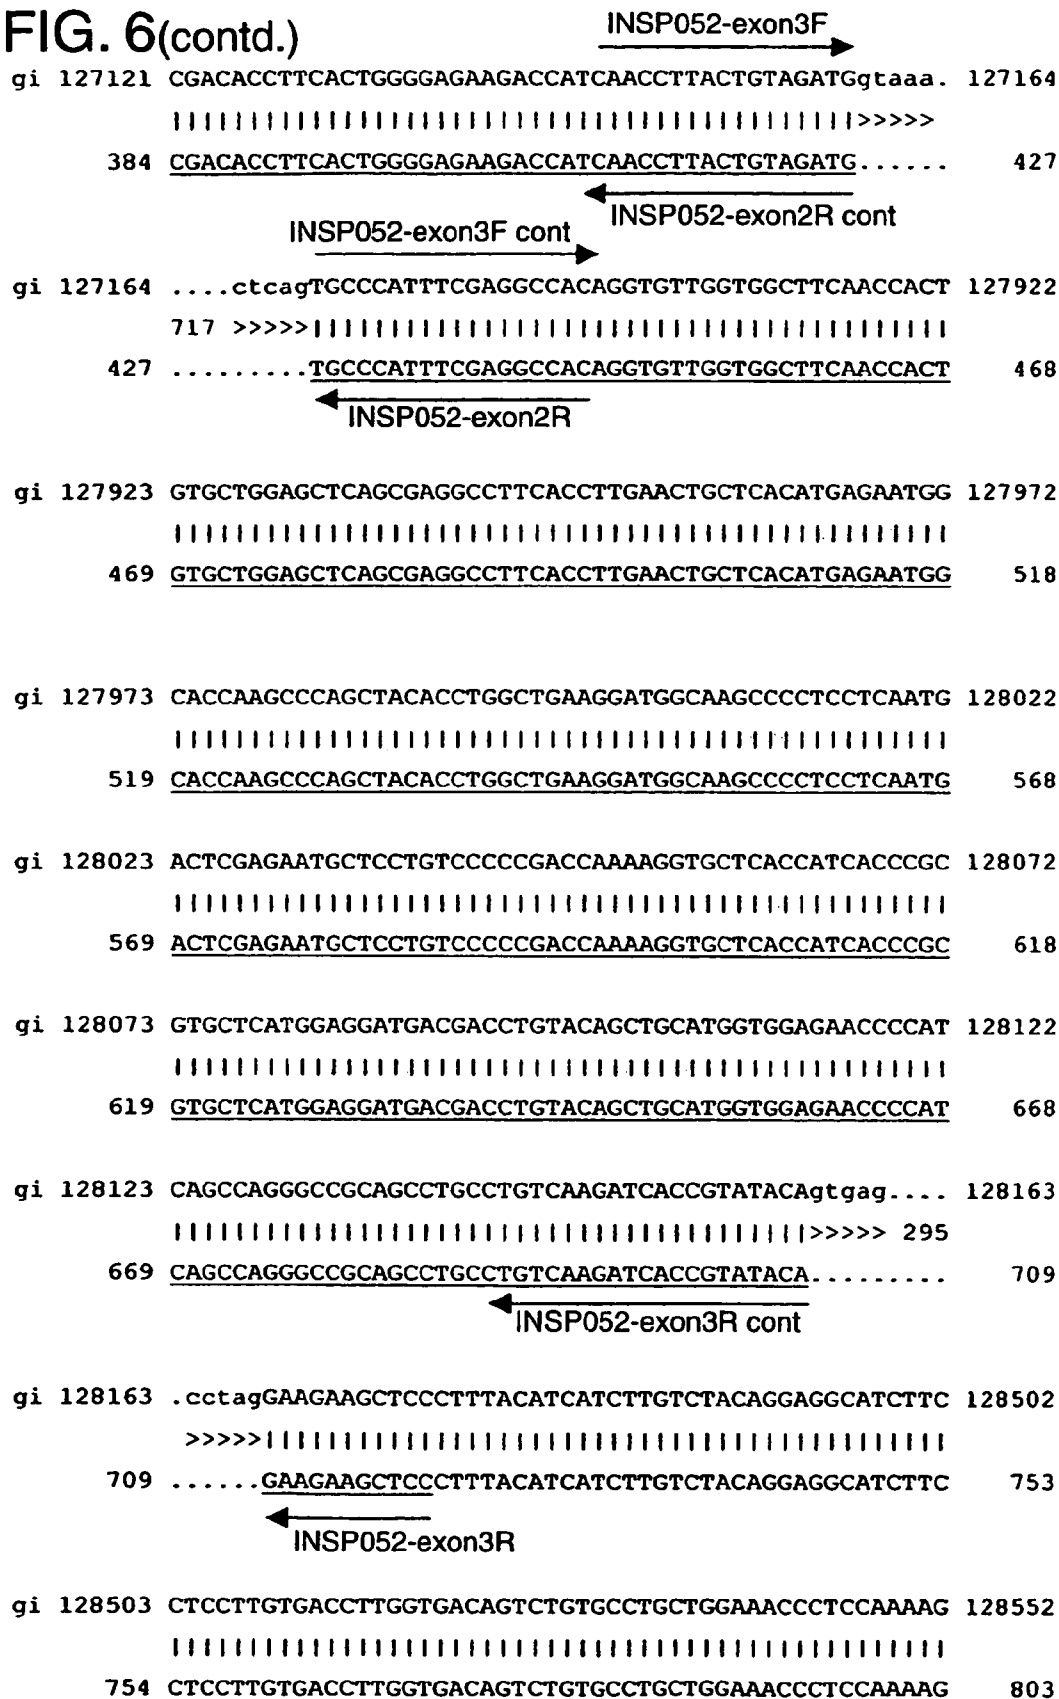 FIG. 6(contd.)
INSP052-exon3F
gi 127121 CGACACCTTCACTGGGGAGAAGACCATCAACCTTACTGTAGATGgtaaa. 127164
||||||||||||||||||||||||||||||||||||||||||||>>>>>
384 CGACACCTTCACTGGGGAGAAGACCATCAACCTTACTGTAGATG...... 427
INSP052-exon2R cont
INSP052-exon3F cont
gi 127164 ....ctcagTGCCCATTTCGAGGCCACAGGTGTTGGTGGCTTCAACCACT 127922
717 >>>>>|||||||||||||||||||||||||||||||||||||||||
427 .........TGCCCATTTCGAGGCCACAGGTGTTGGTGGCTTCAACCACT 468
INSP052-exon2R
gi 127923 GTGCTGGAGCTCAGCGAGGCCTTCACCTTGAACTGCTCACATGAGAATGG 127972
||||||||||||||||||||||||||||||||||||||||||||||||||
469 GTGCTGGAGCTCAGCGAGGCCTTCACCTTGAACTGCTCACATGAGAATGG 518
gi 127973 CACCAAGCCCAGCTACACCTGGCTGAAGGATGGCAAGCCCCTCCTCAATG 128022
||||||||||||||||||||||||||||||||||||||||||||||||||
519 CACCAAGCCCAGCTACACCTGGCTGAAGGATGGCAAGCCCCTCCTCAATG 568
gi 128023 ACTCGAGAATGCTCCTGTCCCCCGACCAAAAGGTGCTCACCATCACCCGC 128072
||||||||||||||||||||||||||||||||||||||||||||||||||
569 ACTCGAGAATGCTCCTGTCCCCCGACCAAAAGGTGCTCACCATCACCCGC 618
gi 128073 GTGCTCATGGAGGATGACGACCTGTACAGCTGCATGGTGGAGAACCCCAT 128122
||||||||||||||||||||||||||||||||||||||||||||||||||
619 GTGCTCATGGAGGATGACGACCTGTACAGCTGCATGGTGGAGAACCCCAT 668
gi 128123 CAGCCAGGGCCGCAGCCTGCCTGTCAAGATCACCGTATACAgtgag.... 128163
|||||||||||||||||||||||||||||||||||||||||>>>>> 295
669 CAGCCAGGGCCGCAGCCTGCCTGTCAAGATCACCGTATACA......... 709
INSP052-exon3R cont
gi 128163 .cctagGAAGAAGCTCCCTTTACATCATCTTGTCTACAGGAGGCATCTTC 128502
>>>>>||||||||||||||||||||||||||||||||||||||||||||
709 ......GAAGAAGCTCCCTTTACATCATCTTGTCTACAGGAGGCATCTTC 753
INSP052-exon3R
gi 128503 CTCCTTGTGACCTTGGTGACAGTCTGTGCCTGCTGGAAACCCTCCAAAAG 128552
||||||||||||||||||||||||||||||||||||||||||||||||||
754 CTCCTTGTGACCTTGGTGACAGTCTGTGCCTGCTGGAAACCCTCCAAAAG 803